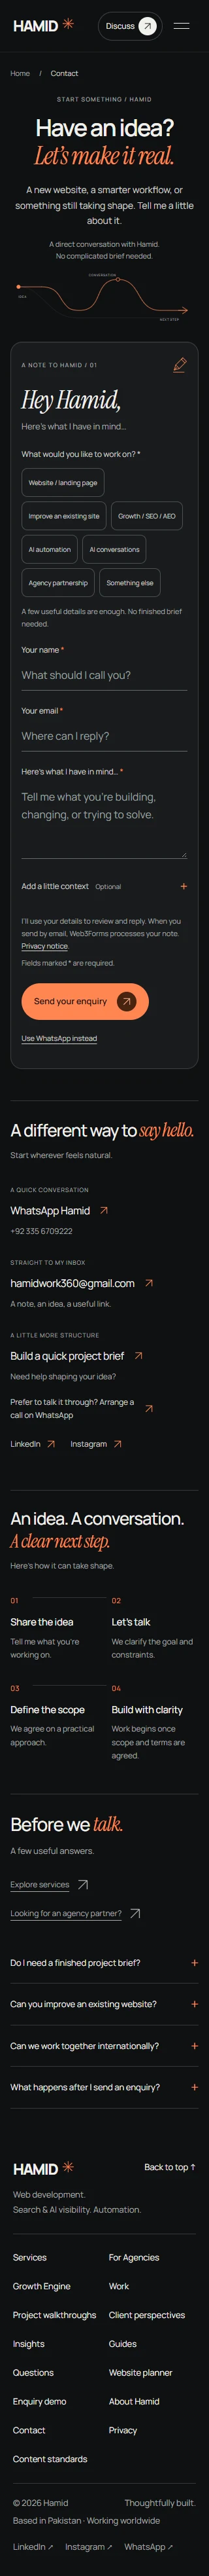 HAMID
Discuss
Home / Contact
START SOMETHING / HAMID
Have an idea?
Let's make it real.
A new website, a smarter workflow, or
something still taking shape. Tell me a little
about it.
A direct conversation with Hamid.
No complicated brief needed.
CONVERSATION
IDEA
NEXT STEP
A NOTE TO HAMID / 01
Hey Hamid,
Here's what I have in mind...
What would you like to work on? *
Website / landing page
Improve an existing site
Growth / SEO / AEO
AI automation
AI conversations
Agency partnership
Something else
A few useful details are enough. No finished brief
needed.
Your name *
What should I call you?
Your email *
Where can I reply?
Here's what I have in mind... *
Tell me what you're building,
changing, or trying to solve.
Add a little context Optional +
I'll use your details to review and reply. When you
send by email, Web3Forms processes your note.
Privacy notice.
Fields marked * are required.
Send your enquiry
Use WhatsApp instead
A different way to say hello.
Start wherever feels natural.
A QUICK CONVERSATION
WhatsApp Hamid
+92 335 6709222
STRAIGHT TO MY INBOX
hamidwork360@gmail.com
A note, an idea, a useful link.
A LITTLE MORE STRUCTURE
Build a quick project brief
Need help shaping your idea?
Prefer to talk it through? Arrange a
call on WhatsApp
LinkedIn
Instagram
An idea. A conversation.
A clear next step.
Here's how it can take shape.
01
Share the idea
Tell me what you're
working on.
02
Let's talk
We clarify the goal and
constraints.
03
Define the scope
We agree on a practical
approach.
04
Build with clarity
Work begins once
scope and terms are
agreed.
Before we talk.
A few useful answers.
Explore services
Looking for an agency partner?
Do I need a finished project brief? +
Can you improve an existing website? +
Can we work together internationally? +
What happens after I send an enquiry? +
HAMID
Back to top ↑
Web development.
Search & AI visibility. Automation.
Services
For Agencies
Growth Engine
Work
Project walkthroughs
Client perspectives
Insights
Guides
Questions
Website planner
Enquiry demo
About Hamid
Contact
Privacy
Content standards
© 2026 Hamid
Thoughtfully built.
Based in Pakistan · Working worldwide
LinkedIn ↗ Instagram ↗ WhatsApp ↗